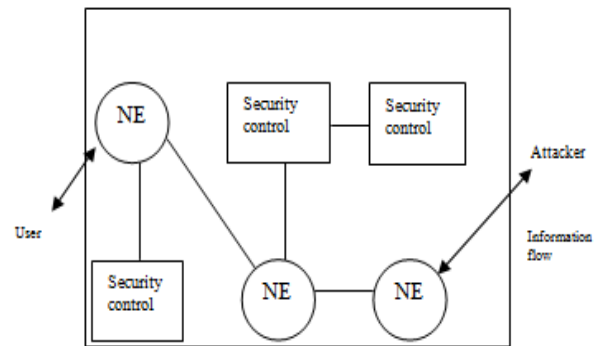 NE
Security
control
Security
control
Attacker
User
Information
flow
Security
control
NE
NE